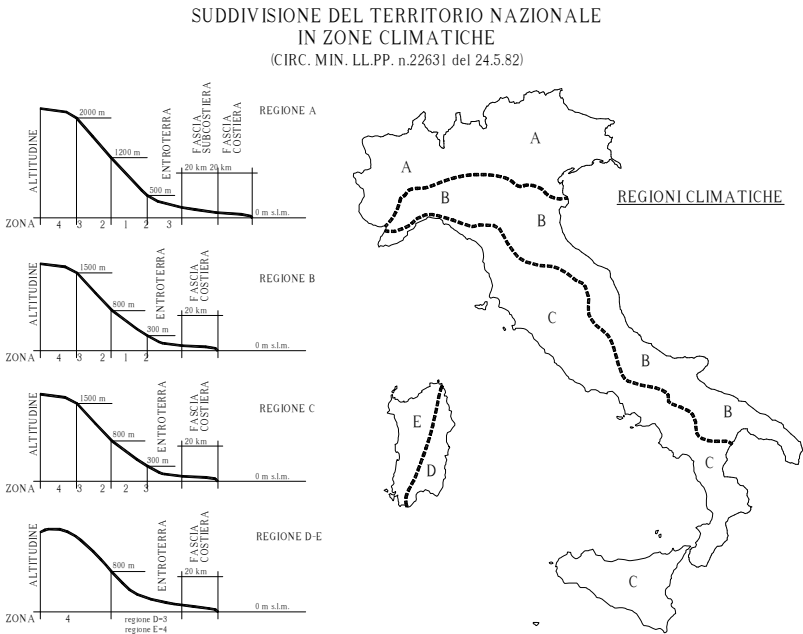 SUDDIVISIONE DEL TERRITORIO NAZIONALE
IN ZONE CLIMATICHE
(CIRC. MIN. LL.PP. n.22631 del 24.5.82)
ALTITUDINE
2000 m
1200 m
500 m
ENTROTERRA
FASCIA
SUBCOSTIERA
FASCIA
COSTIERA
20 km 20 km
0 m s.l.m.
REGIONE A
ZONA 4 3 2 1 2
ALTITUDINE
1500 m
800 m
300 m
ENTROTERRA
FASCIA
COSTIERA
20 km
0 m s.l.m.
REGIONE B
ZONA 4 3 2 1 2
ALTITUDINE
1500 m
800 m
300 m
ENTROTERRA
FASCIA
COSTIERA
20 km
0 m s.l.m.
REGIONE C
ZONA 4 3 2 2 3
ALTITUDINE
800 m
ENTROTERRA
FASCIA
COSTIERA
20 km
0 m s.l.m.
REGIONE D-E
ZONA 4
regione D=3
regione E=4
REGIONI CLIMATICHE
A
A
B
B
C
B
B
E
D
C
C